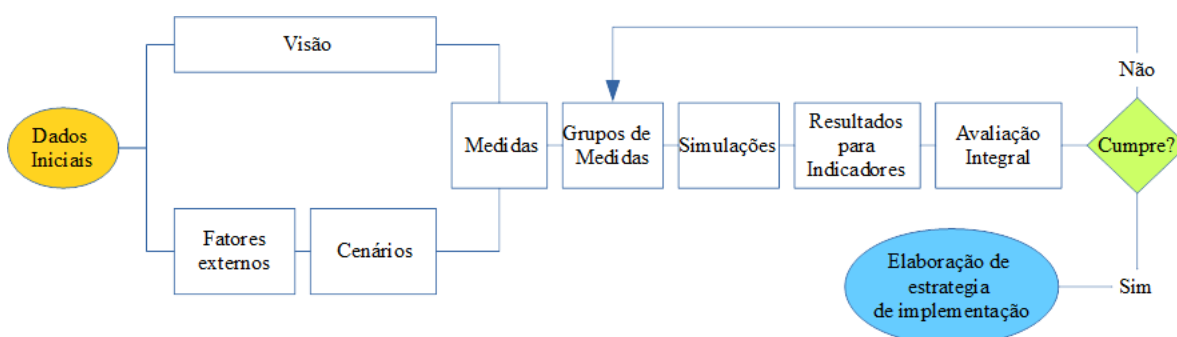 Visão
Dados
Iniciais
Fatores
externos
Cenários
Medidas
Grupos de
Medidas
Simulações
Resultados
para
Indicadores
Avaliação
Integral
Não
Cumpre?
Sim
Elaboração de
estrategia
de implementação